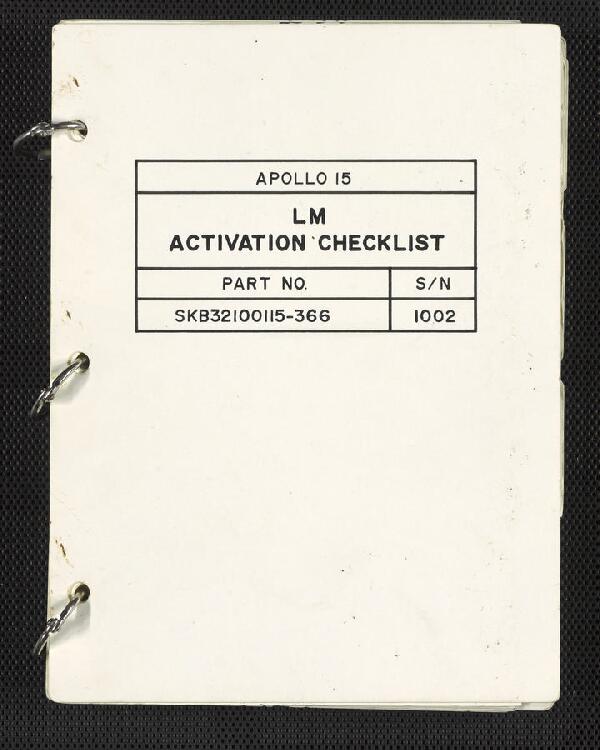 APOLLO 15
LM
ACTIVATION CHECKLIST
PART NO. S/N
SKB32100115-366 1002